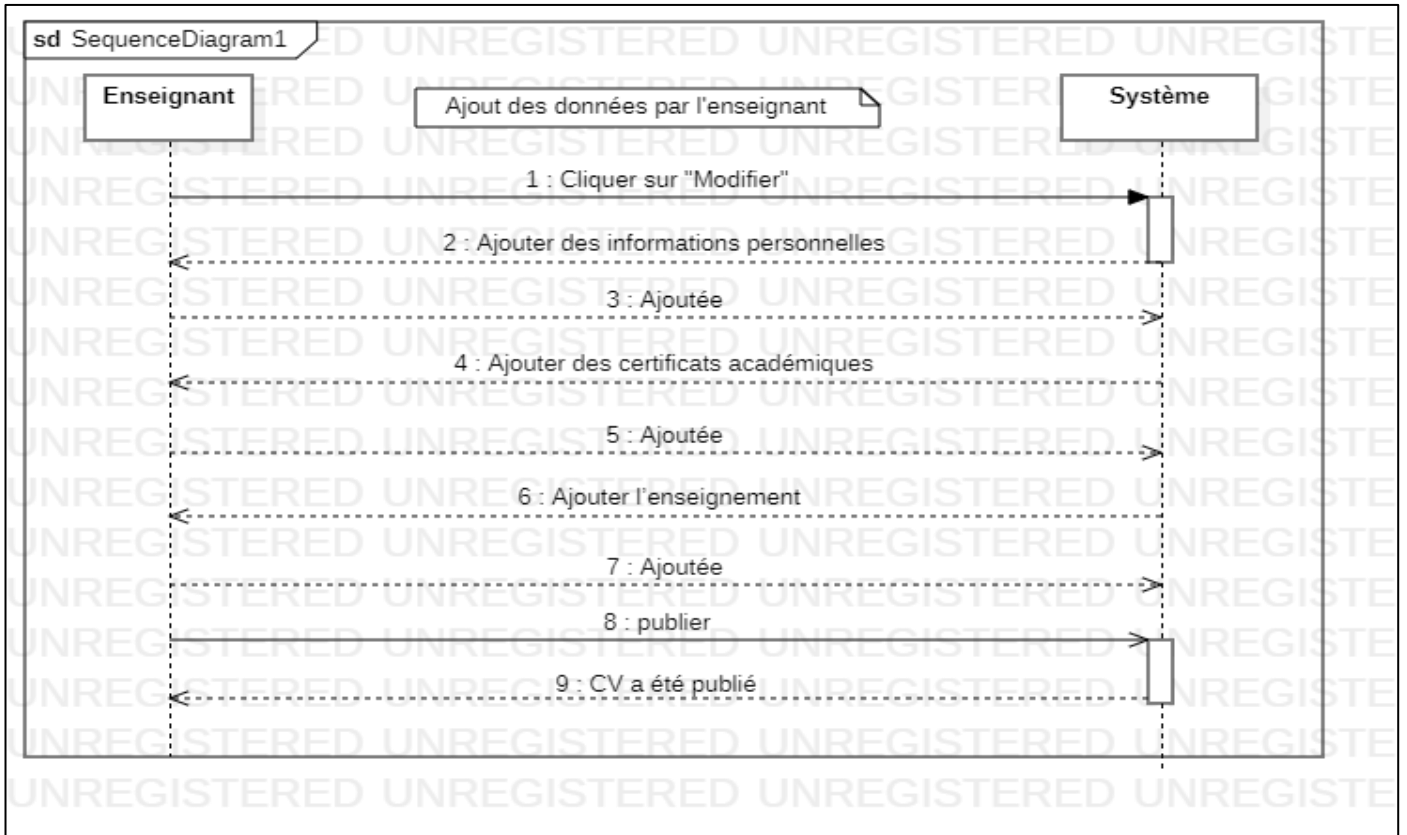 sd SequenceDiagram1
Enseignant
Ajout des données par l'enseignant
Système
1 : Cliquer sur "Modifier"
2 : Ajouter des informations personnelles
3 : Ajoutée
4 : Ajouter des certificats académiques
5 : Ajoutée
6 : Ajouter l'enseignement
7 : Ajoutée
8 : publier
9 : CV a été publié
UNREGISTERED UNREGISTERED UNREGISTERED UNREGISTE